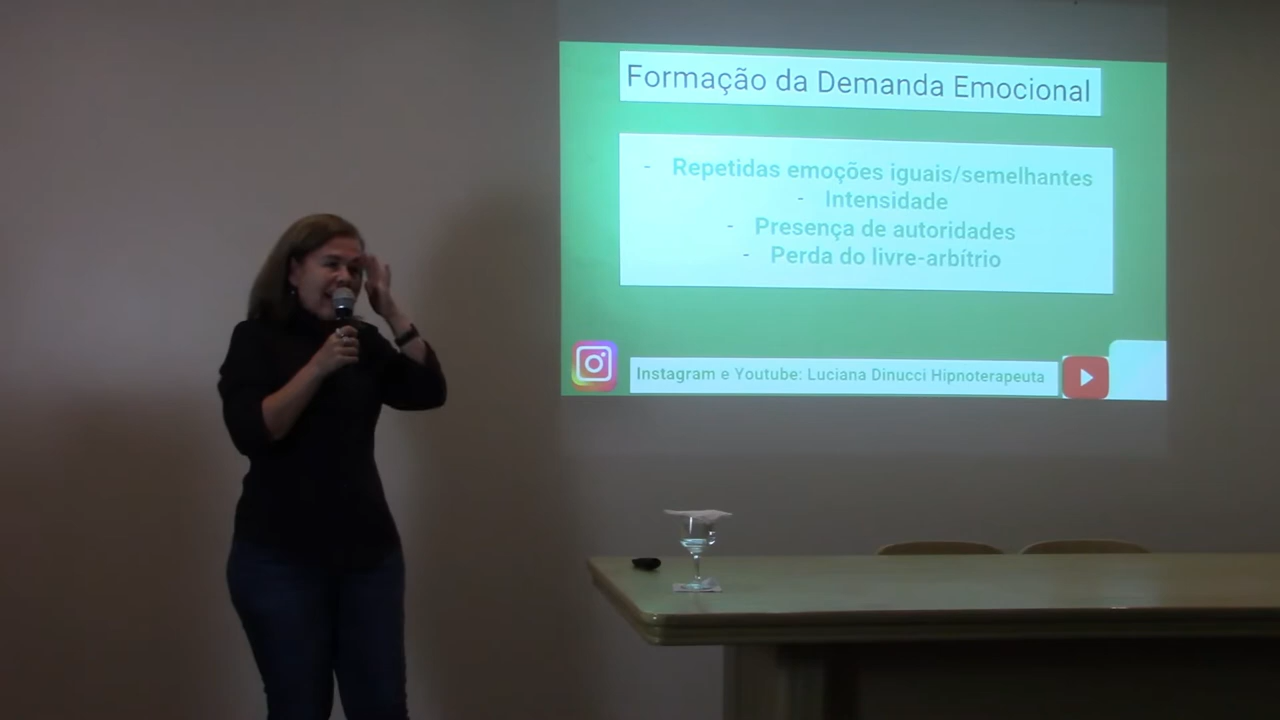 Formação da Demanda Emocional
- Repetidas emoções iguais/semelhantes
- Intensidade
- Presença de autoridades
- Perda do livre-arbítrio
Instagram e Youtube: Luciana Dinucci Hipnoterapeuta